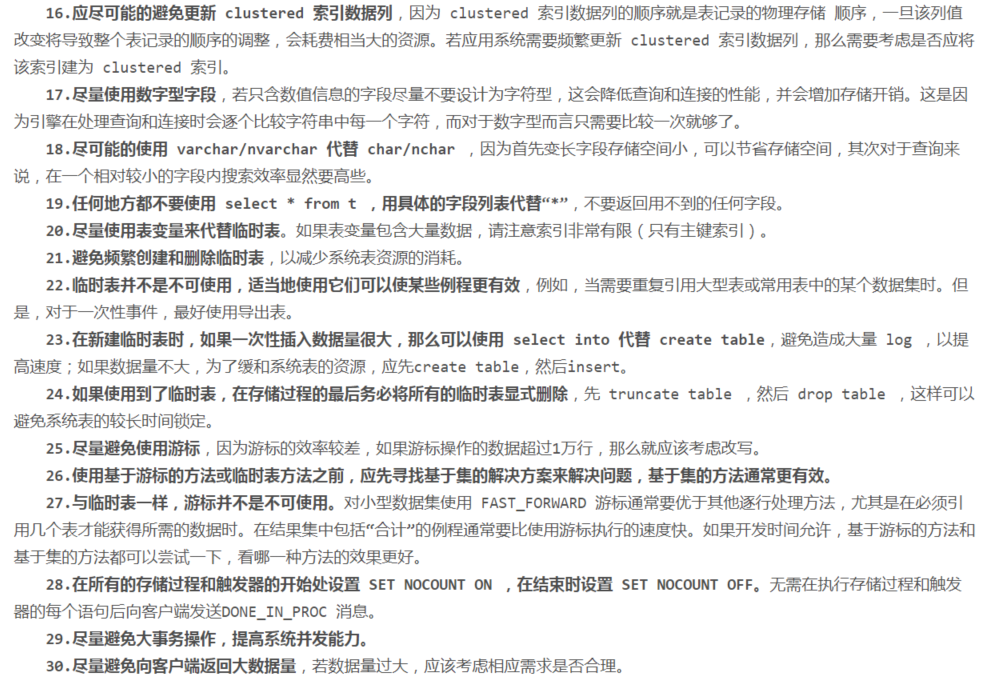 16.应尽可能的避免更新 clustered 索引数据列，因为 clustered 索引数据列的顺序就是表记录的物理存储 顺序，一旦该列值
改变将导致整个表记录的顺序的调整，会耗费相当大的资源。若应用系统需要频繁更新 clustered 索引数据列，那么需要考虑是否应将
该索引建为 clustered 索引。
17.尽量使用数字型字段，若只含数值信息的字段尽量不要设计为字符型，这会降低查询和连接的性能，并会增加存储开销。这是因
为引擎在处理查询和连接时会逐个比较字符串中每一个字符，而对于数字型而言只需要比较一次就够了。
18.尽可能的使用 varchar/nvarchar 代替 char/nchar ，因为首先变长字段存储空间小，可以节省存储空间，其次对于查询来
说，在一个相对较小的字段内搜索效率显然要高些。
19.任何地方都不要使用 select * from t ，用具体的字段列表代替“*”，不要返回用不到的任何字段。
20.尽量使用表变量来代替临时表。如果表变量包含大量数据，请注意索引非常有限（只有主键索引）。
21.避免频繁创建和删除临时表，以减少系统表资源的消耗。
22.临时表并不是不可使用，适当地使用它们可以使某些例程更有效，例如，当需要重复引用大型表或常用表中的某个数据集时。但
是，对于一次性事件，最好使用导出表。
23.在新建临时表时，如果一次性插入数据量很大，那么可以使用 select into 代替 create table，避免造成大量 log ，以提
高速度；如果数据量不大，为了缓和系统表的资源，应先create table，然后insert。
24.如果使用到了临时表，在存储过程的最后务必将所有的临时表显式删除，先 truncate table ，然后 drop table ，这样可以
避免系统表的较长时间锁定。
25.尽量避免使用游标，因为游标的效率较差，如果游标操作的数据超过1万行，那么就应该考虑改写。
26.使用基于游标的方法或临时表方法之前，应先寻找基于集的解决方案来解决问题，基于集的方法通常更有效。
27.与临时表一样，游标并不是不可使用。对小型数据集使用 FAST_FORWARD 游标通常要优于其他逐行处理方法，尤其是在必须引
用几个表才能获得所需的数据时。在结果集中包括“合计”的例程通常要比使用游标执行的速度快。如果开发时间允许，基于游标的方法和
基于集的方法都可以尝试一下，看哪一种方法的效果更好。
28.在所有的存储过程和触发器的开始处设置 SET NOCOUNT ON ，在结束时设置 SET NOCOUNT OFF。无需在执行存储过程和触发
器的每个语句后向客户端发送DONE_IN_PROC 消息。
29.尽量避免大事务操作，提高系统并发能力。
30.尽量避免向客户端返回大数据量，若数据量过大，应该考虑相应需求是否合理。